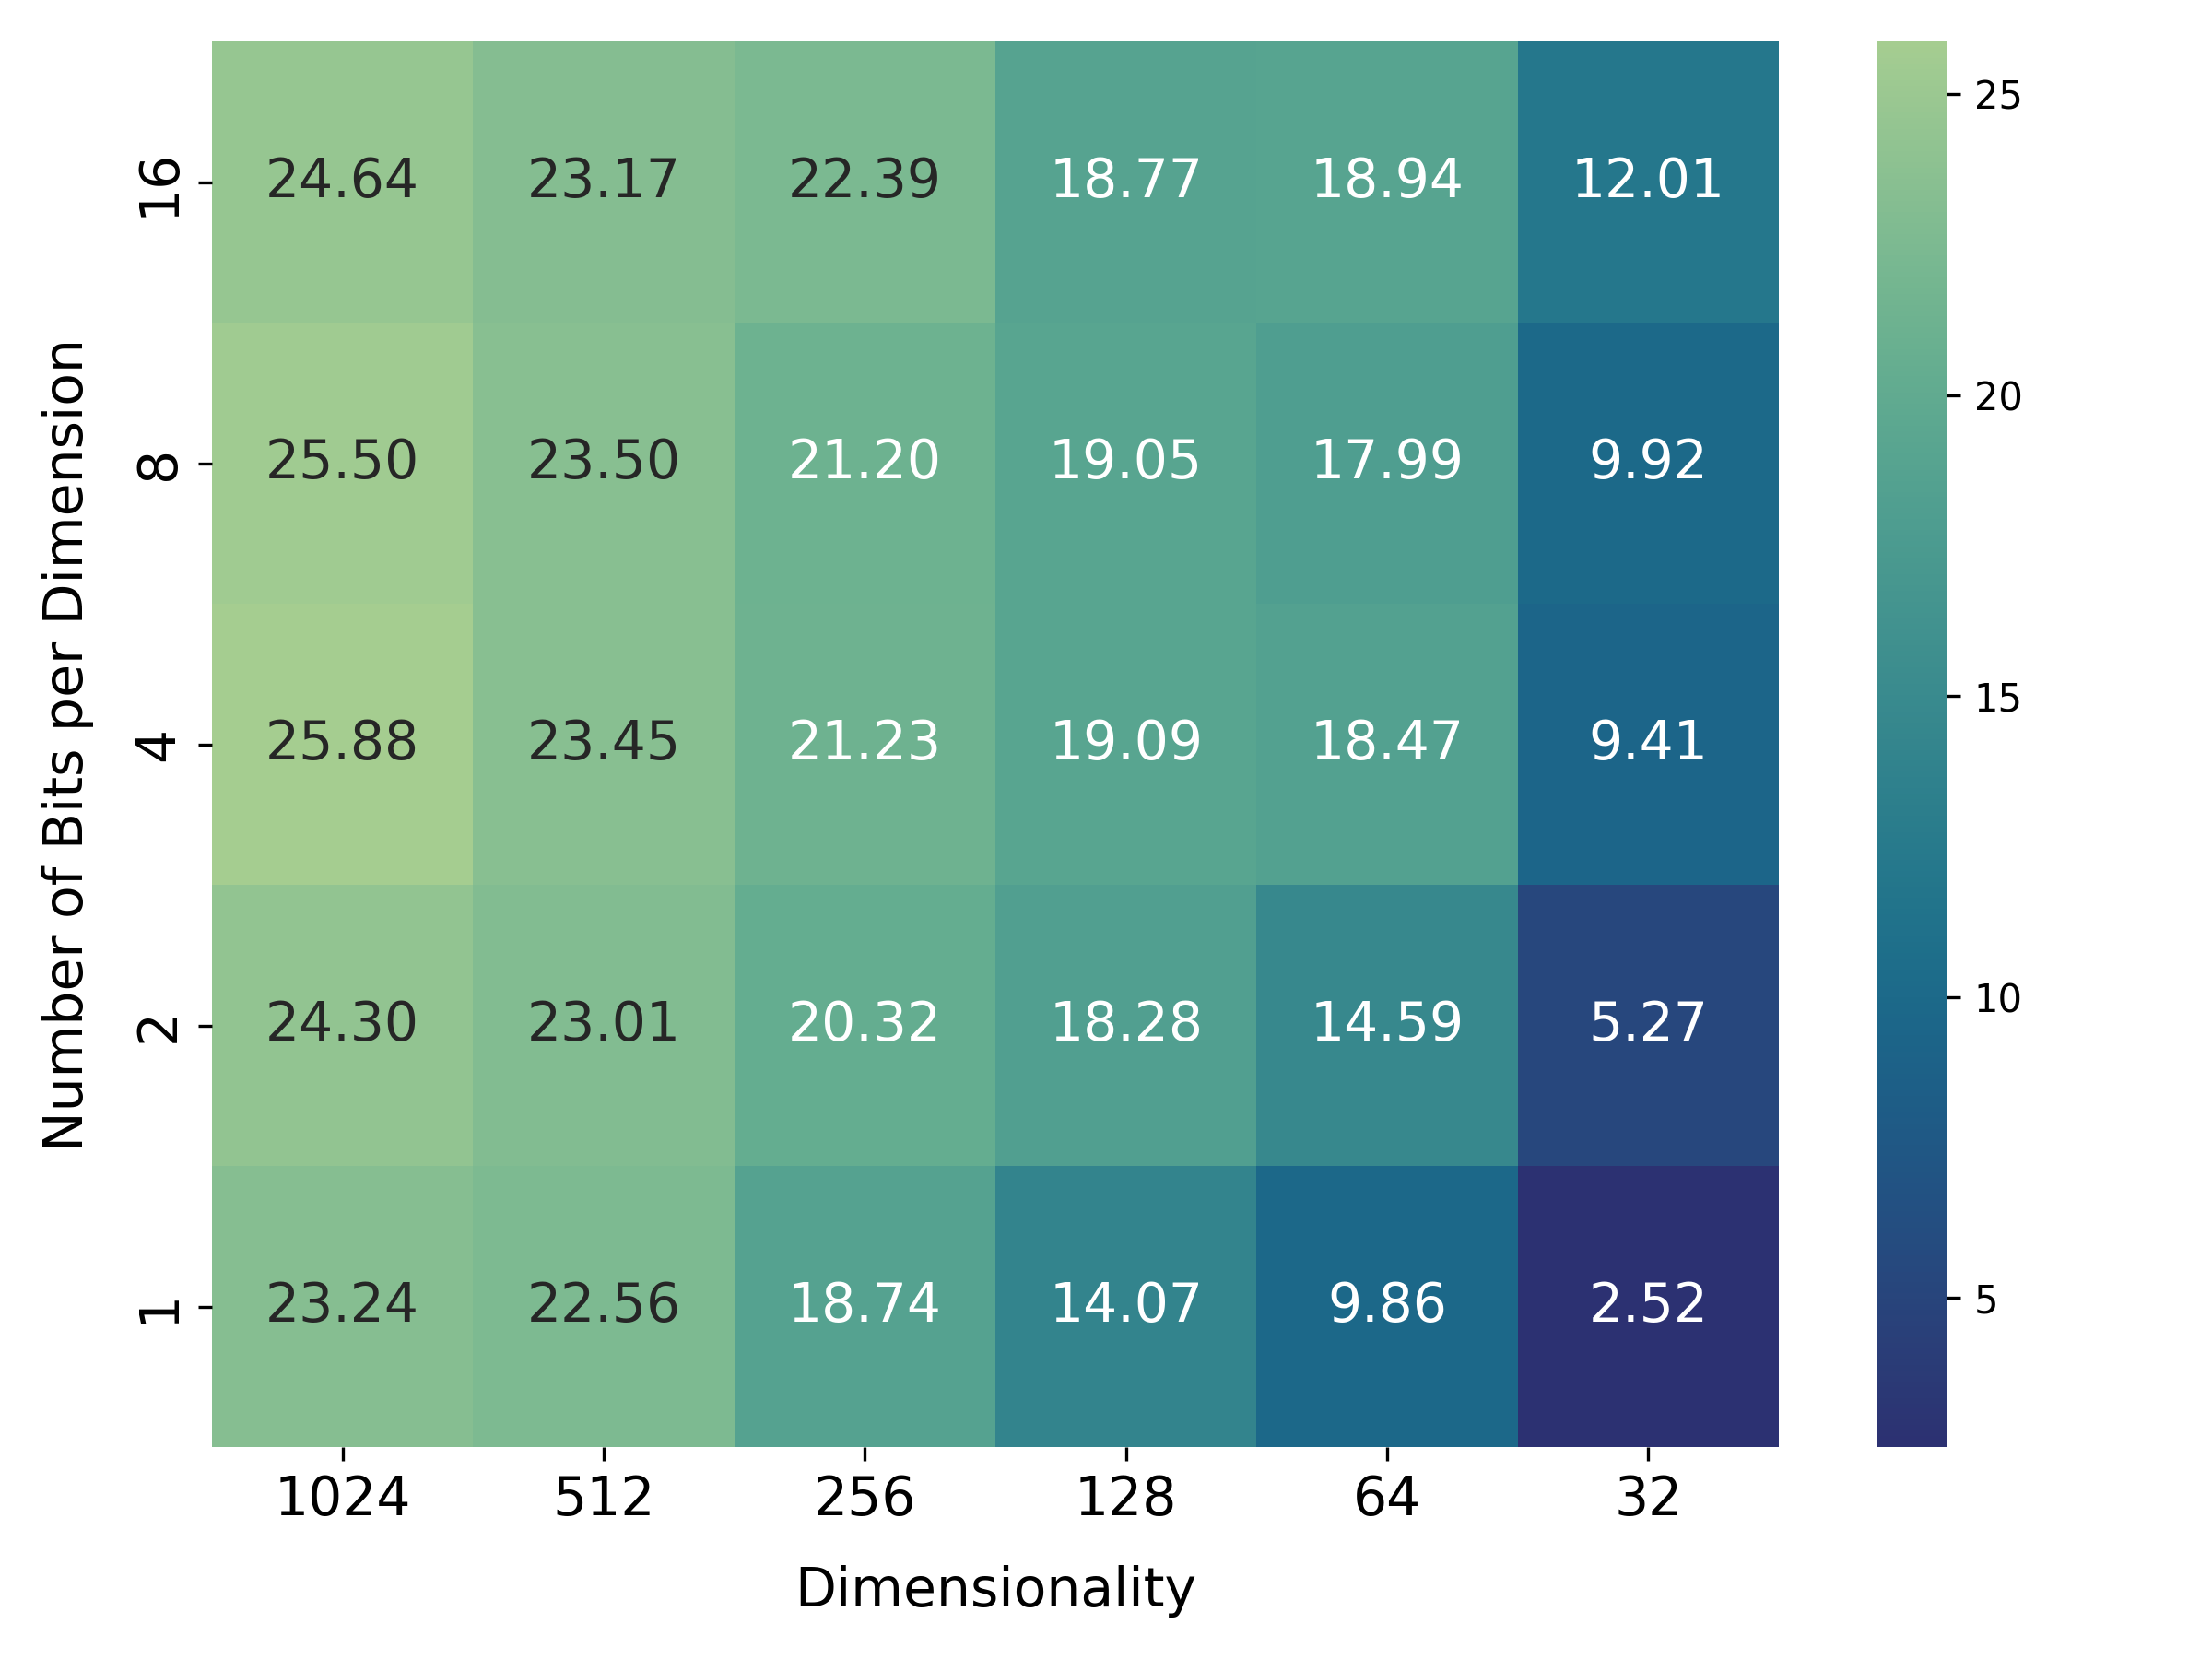 Number of Bits per Dimension
16 24.64 23.17 22.39 18.77 18.94 12.01
8 25.50 23.50 21.20 19.05 17.99 9.92
4 25.88 23.45 21.23 19.09 18.47 9.41
2 24.30 23.01 20.32 18.28 14.59 5.27
1 23.24 22.56 18.74 14.07 9.86 2.52
1024 512 256 128 64 32
Dimensionality
25
20
15
10
5